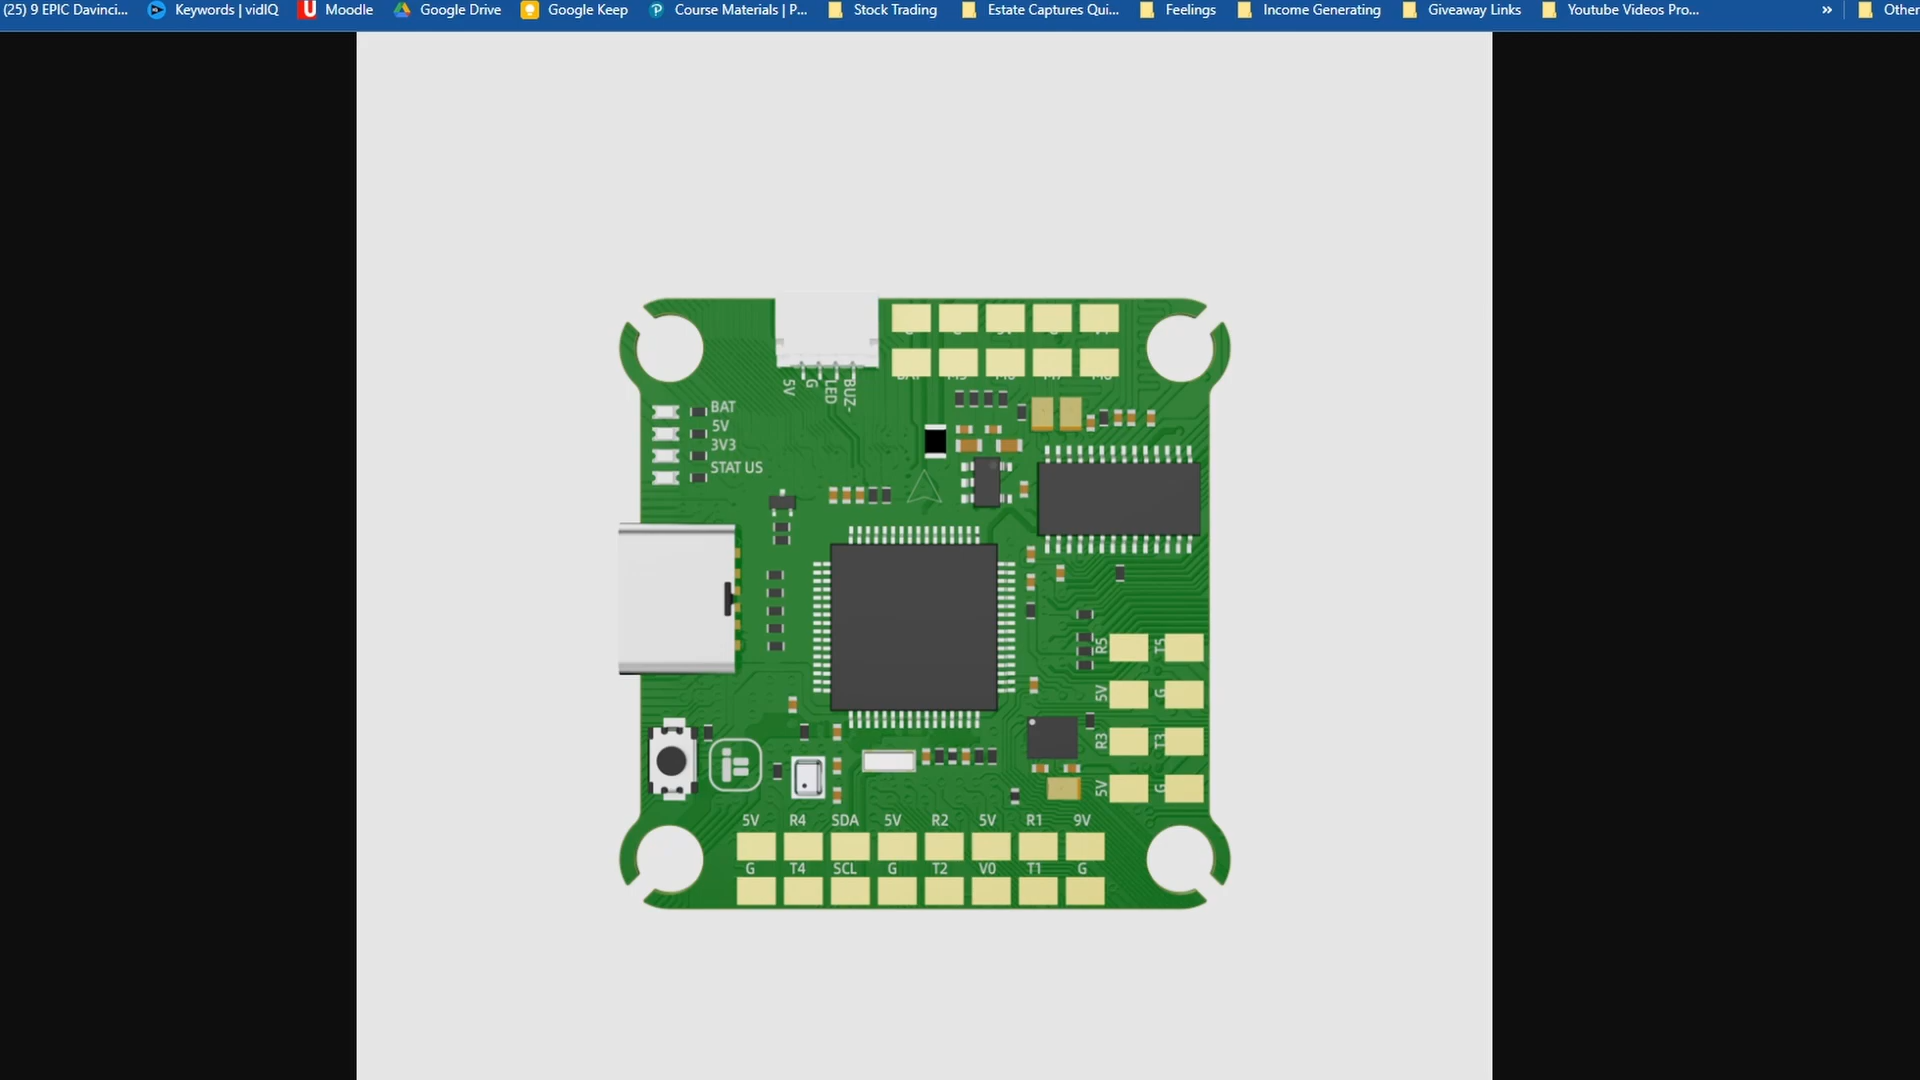 (25) 9 EPIC Davinci... Keywords | vidIQ Moodle Google Drive Google Keep Course Materials | P... Stock Trading Estate Captures Qui... Feelings Income Generating Giveaway Links Youtube Videos Pro... » Other
5V G LED BUZ-
BAT
5V
3V3
STAT US
R5 T5
5V G
R3 T3
5V G
5V R4 SDA 5V R2 5V R1 9V
G T4 SCL G T2 V0 T1 G